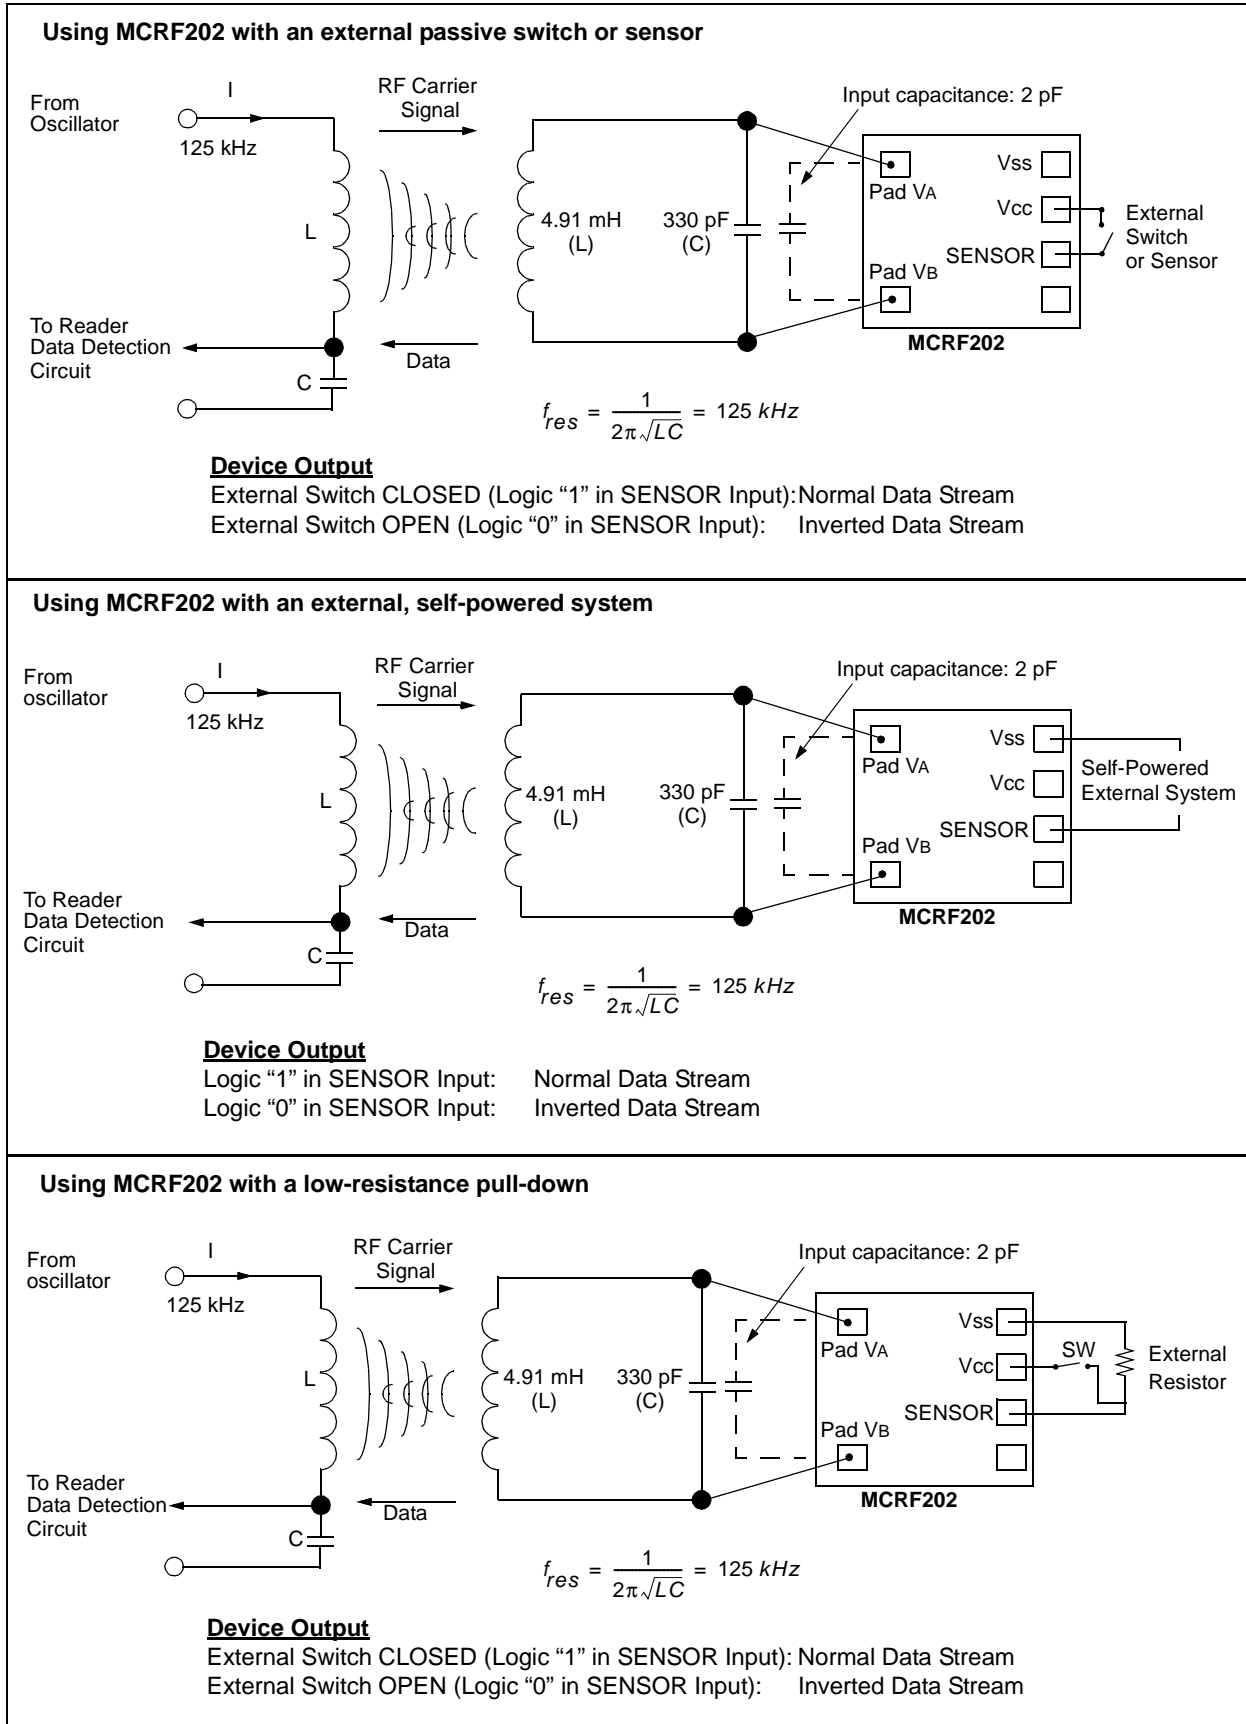 Using MCRF202 with an external passive switch or sensor
From
Oscillator
I
125 kHz
RF Carrier
Signal
Input capacitance: 2 pF
L
4.91 mH
(L)
330 pF
(C)
Pad VA
Pad VB
Vss
Vcc
SENSOR
External
Switch
or Sensor
MCRF202
To Reader
Data Detection
Circuit
C
Data
fres = 1 / 2π√LC = 125 kHz
Device Output
External Switch CLOSED (Logic “1” in SENSOR Input): Normal Data Stream
External Switch OPEN (Logic “0” in SENSOR Input): Inverted Data Stream
Using MCRF202 with an external, self-powered system
From
oscillator
I
125 kHz
RF Carrier
Signal
Input capacitance: 2 pF
L
4.91 mH
(L)
330 pF
(C)
Pad VA
Pad VB
Vss
Vcc
SENSOR
Self-Powered
External System
MCRF202
To Reader
Data Detection
Circuit
C
Data
fres = 1 / 2π√LC = 125 kHz
Device Output
Logic “1” in SENSOR Input: Normal Data Stream
Logic “0” in SENSOR Input: Inverted Data Stream
Using MCRF202 with a low-resistance pull-down
From
oscillator
I
125 kHz
RF Carrier
Signal
Input capacitance: 2 pF
L
4.91 mH
(L)
330 pF
(C)
Pad VA
Pad VB
Vss
Vcc
SENSOR
SW
External
Resistor
MCRF202
To Reader
Data Detection
Circuit
C
Data
fres = 1 / 2π√LC = 125 kHz
Device Output
External Switch CLOSED (Logic “1” in SENSOR Input): Normal Data Stream
External Switch OPEN (Logic “0” in SENSOR Input): Inverted Data Stream